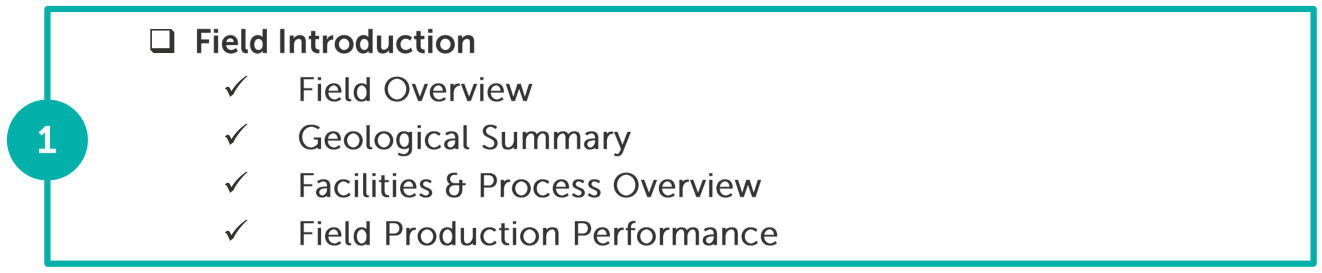 Field Introduction
Field Overview
Geological Summary
1
Facilities & Process Overview
Field Production Performance